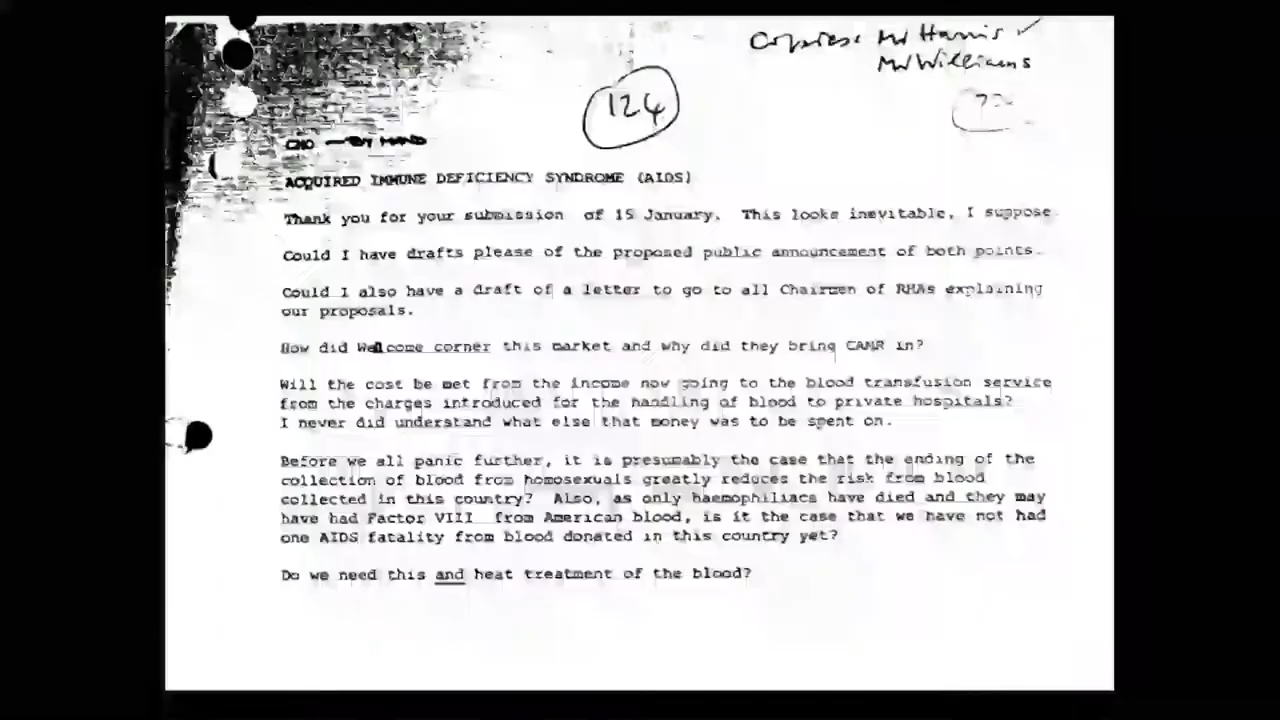 Copies: Mr Harris
Mr Williams
124
CMO — BY HAND
ACQUIRED IMMUNE DEFICIENCY SYNDROME (AIDS)
Thank you for your submission of 15 January. This looks inevitable, I suppose.
Could I have drafts please of the proposed public announcement of both points.
Could I also have a draft of a letter to go to all Chairmen of RHAs explaining
our proposals.
How did Wellcome corner this market and why did they bring CAMR in?
Will the cost be met from the income now going to the blood transfusion service
from the charges introduced for the handling of blood to private hospitals?
I never did understand what else that money was to be spent on.
Before we all panic further, it is presumably the case that the ending of the
collection of blood from homosexuals greatly reduces the risk from blood
collected in this country? Also, as only haemophiliacs have died and they may
have had Factor VIII from American blood, is it the case that we have not had
one AIDS fatality from blood donated in this country yet?
Do we need this and heat treatment of the blood?